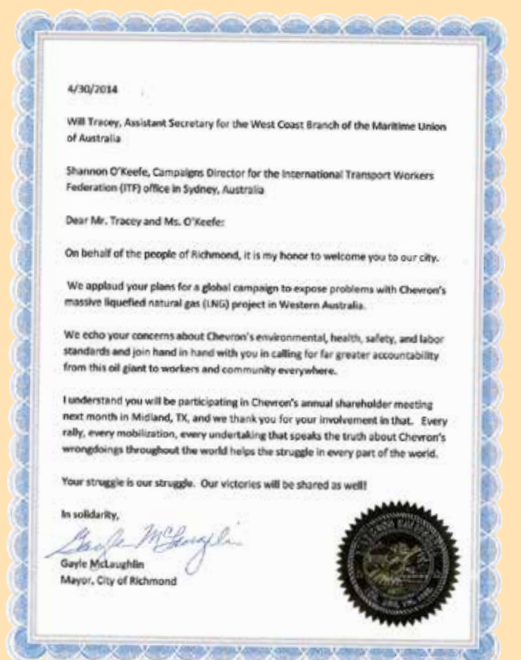 4/30/2014
Will Tracey, Assistant Secretary for the West Coast Branch of the Maritime Union
of Australia
Shannon O'Keefe, Campaigns Director for the International Transport Workers
Federation (ITF) office in Sydney, Australia
Dear Mr. Tracey and Ms. O'Keefe:
On behalf of the people of Richmond, it is my honor to welcome you to our city.
We applaud your plans for a global campaign to expose problems with Chevron's
massive liquefied natural gas (LNG) project in Western Australia.
We echo your concerns about Chevron's environmental, health, safety, and labor
standards and join hand in hand with you in calling for far greater accountability
from this oil giant to workers and community everywhere.
I understand you will be participating in Chevron's annual shareholder meeting
next month in Midland, TX, and we thank you for your involvement in that. Every
rally, every mobilization, every undertaking that speaks the truth about Chevron's
wrongdoings throughout the world helps the struggle in every part of the world.
Your struggle is our struggle. Our victories will be shared as well!
In solidarity,
Gayle McLaughlin
Gayle McLaughlin
Mayor, City of Richmond